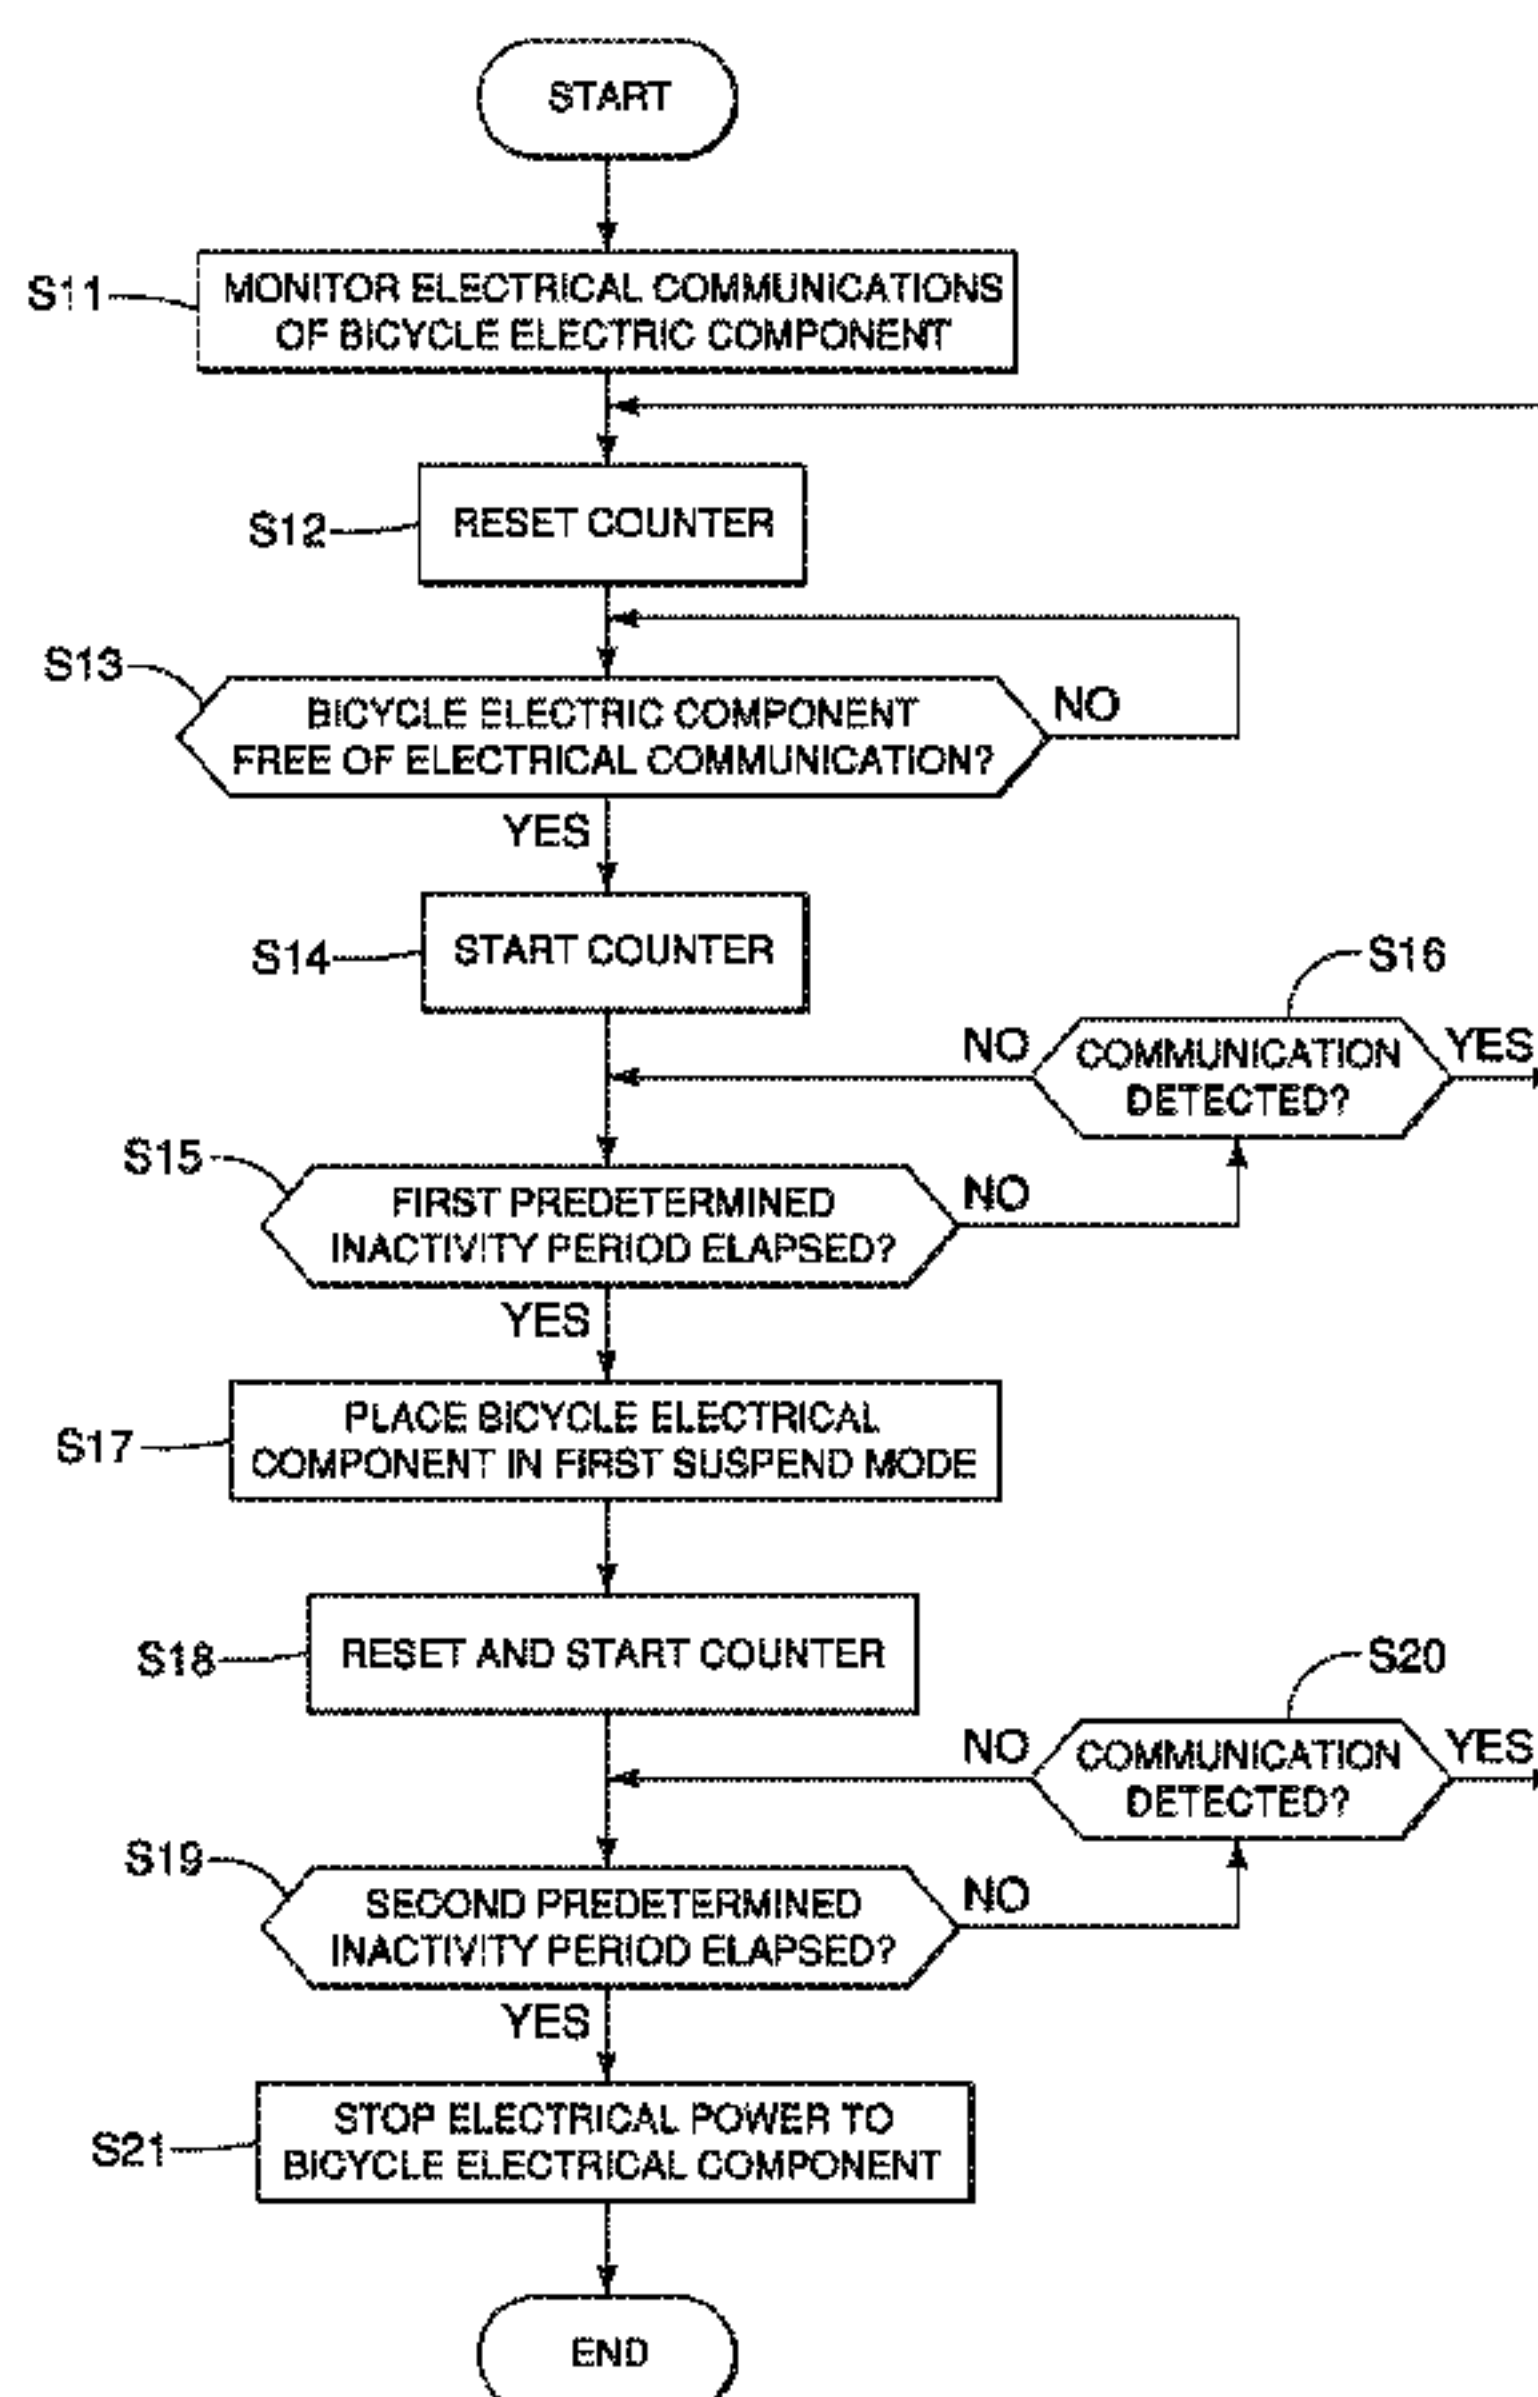 START
S11
MONITOR ELECTRICAL COMMUNICATIONS
OF BICYCLE ELECTRIC COMPONENT
S12
RESET COUNTER
S13
BICYCLE ELECTRIC COMPONENT
FREE OF ELECTRICAL COMMUNICATION?
NO
YES
S14
START COUNTER
S16
NO
COMMUNICATION
DETECTED?
YES
S15
FIRST PREDETERMINED
INACTIVITY PERIOD ELAPSED?
NO
YES
S17
PLACE BICYCLE ELECTRICAL
COMPONENT IN FIRST SUSPEND MODE
S18
RESET AND START COUNTER
S20
NO
COMMUNICATION
DETECTED?
YES
S19
SECOND PREDETERMINED
INACTIVITY PERIOD ELAPSED?
NO
YES
S21
STOP ELECTRICAL POWER TO
BICYCLE ELECTRICAL COMPONENT
END